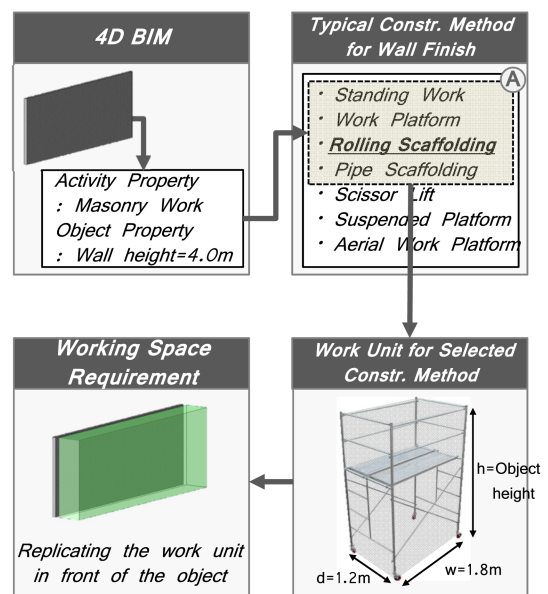 4D BIM
Activity Property
: Masonry Work
Object Property
: Wall height=4.0m
Typical Constr. Method
for Wall Finish
A
· Standing Work
· Work Platform
· Rolling Scaffolding
· Pipe Scaffolding
· Scissor Lift
· Suspended Platform
· Aerial Work Platform
Working Space
Requirement
Replicating the work unit
in front of the object
Work Unit for Selected
Constr. Method
h=Object
height
d=1.2m
w=1.8m